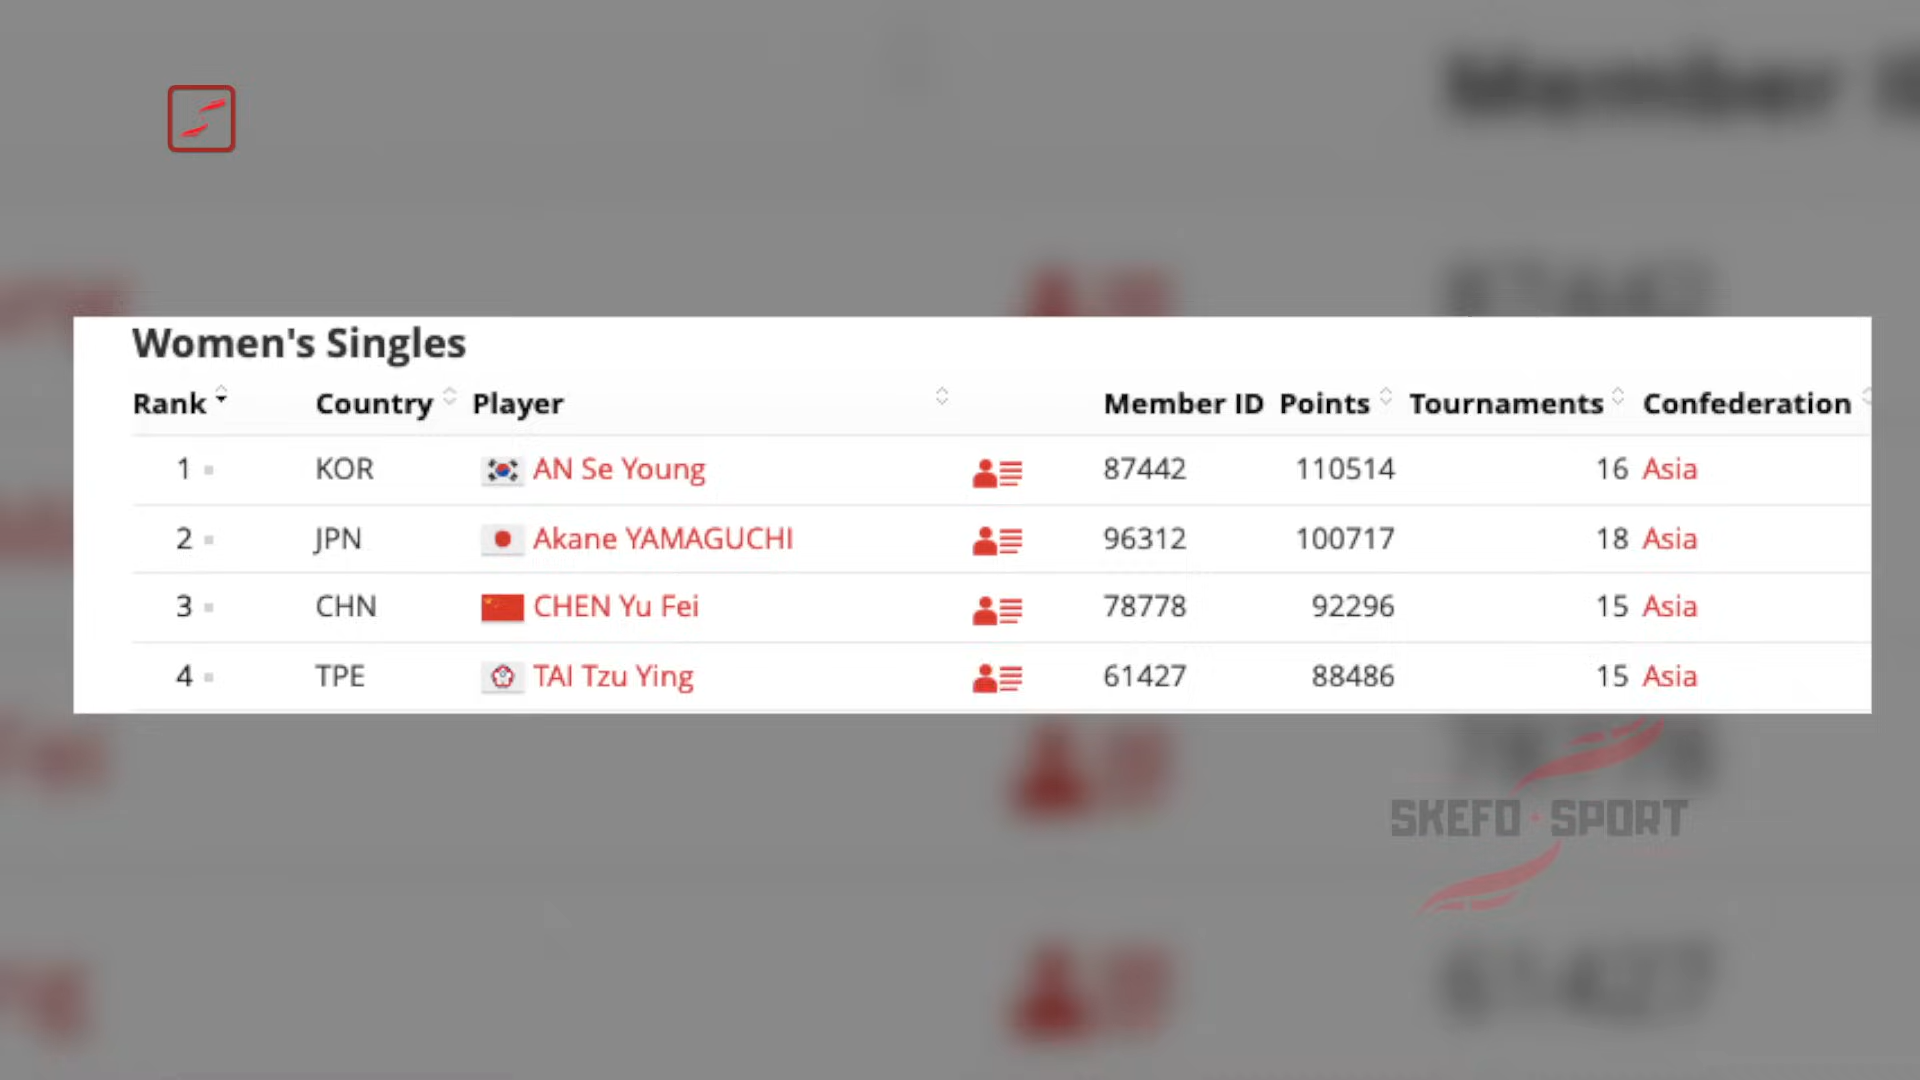 Member
Women's Singles
Rank Country Player Member ID Points Tournaments Confederation
1 KOR AN Se Young 87442 110514 16 Asia
2 JPN Akane YAMAGUCHI 96312 100717 18 Asia
3 CHN CHEN Yu Fei 78778 92296 15 Asia
4 TPE TAI Tzu Ying 61427 88486 15 Asia
SKEFO SPORT
61427